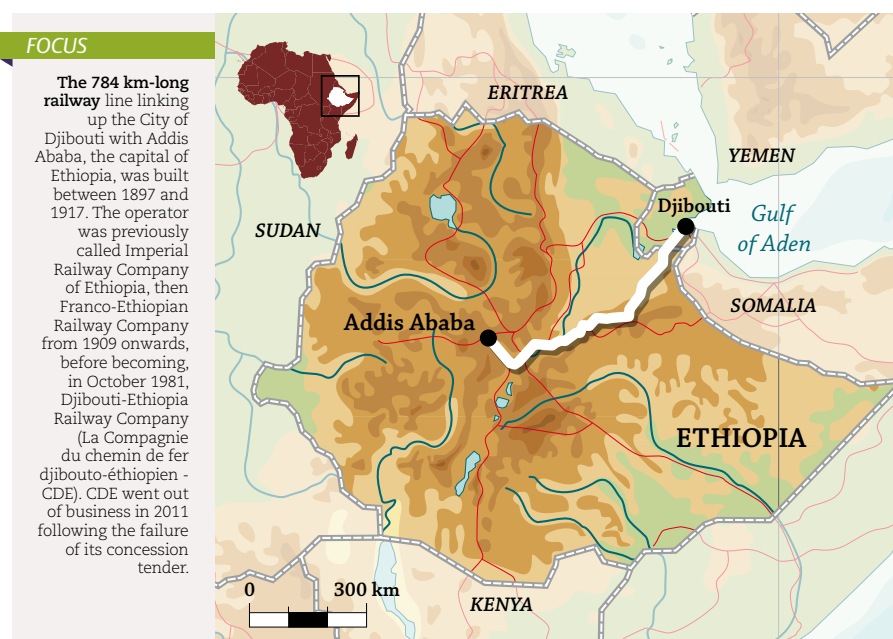 FOCUS
The 784 km-long
railway line linking
up the City of
Djibouti with Addis
Ababa, the capital of
Ethiopia, was built
between 1897 and
1917. The operator
was previously
called Imperial
Railway Company
of Ethiopia, then
Franco-Ethiopian
Railway Company
from 1909 onwards,
before becoming,
in October 1981,
Djibouti-Ethiopia
Railway Company
(La Compagnie
du chemin de fer
djibouto-éthiopien -
CDE). CDE went out
of business in 2011
following the failure
of its concession
tender.
ERITREA
YEMEN
Djibouti
Gulf
of Aden
SUDAN
SOMALIA
Addis Ababa
ETHIOPIA
0 300 km
KENYA